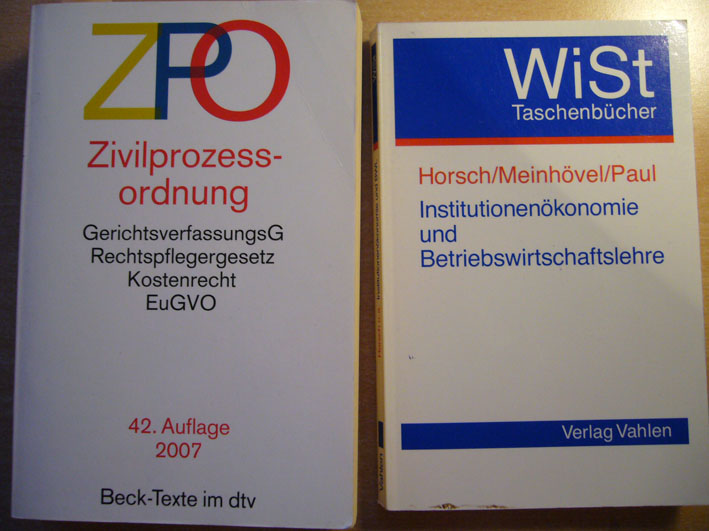 ZPO
Zivilprozess-
ordnung
GerichtsverfassungsG
Rechtspflegergesetz
Kostenrecht
EuGVO
42. Auflage
2007
Beck-Texte im dtv
WiSt
Taschenbücher
Horsch/Meinhövel/Paul
Institutionenökonomie
und
Betriebswirtschaftslehre
Verlag Vahlen
Vahlen